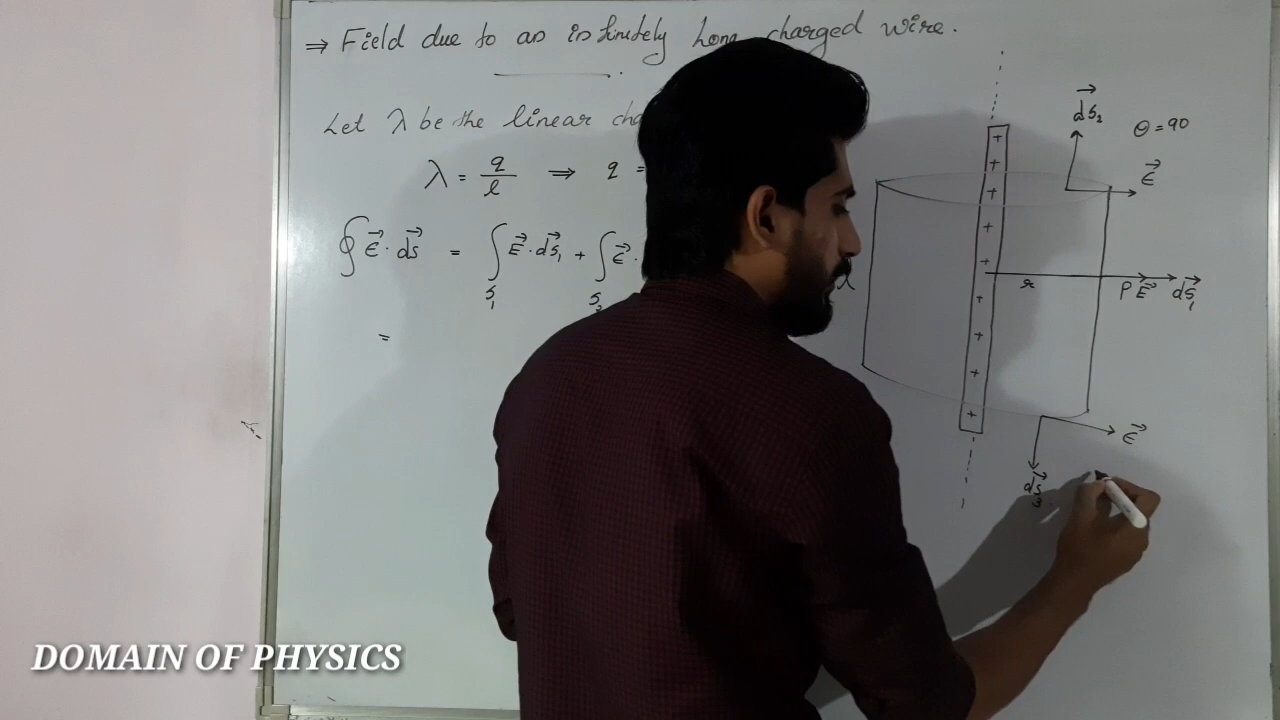 ⇒ Field due to an infinitely long charged wire.
Let λ be the linear
λ = q/l ⇒ q =
∮ E⃗ · ds⃗ = ∫ E⃗ · ds⃗₁ + ∫ E⃗ ·
S₁ S₂
=
ds⃗₂
θ = 90
E⃗
+ + + + + + + + +
r
P E⃗ ds⃗₁
E⃗
ds⃗₃
DOMAIN OF PHYSICS